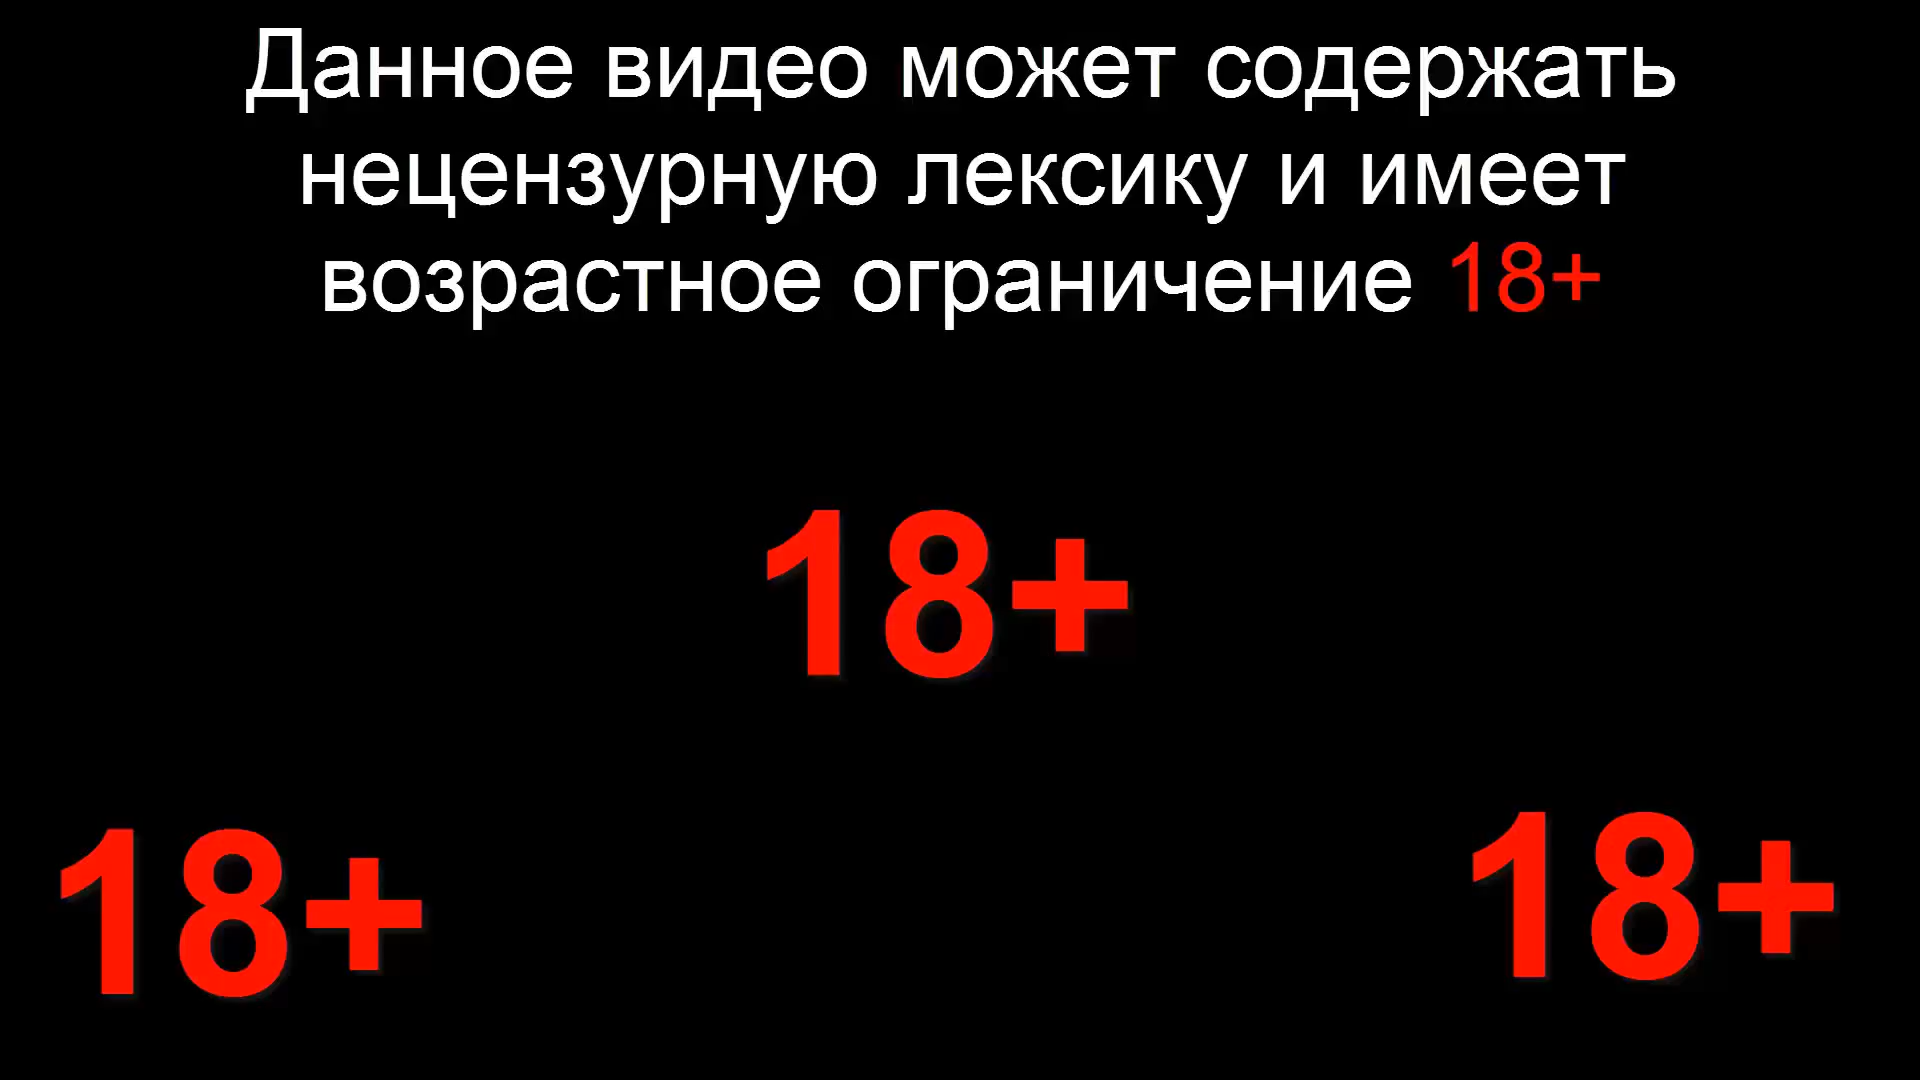 Данное видео может содержать
нецензурную лексику и имеет
возрастное ограничение 18+
18+
18+
18+